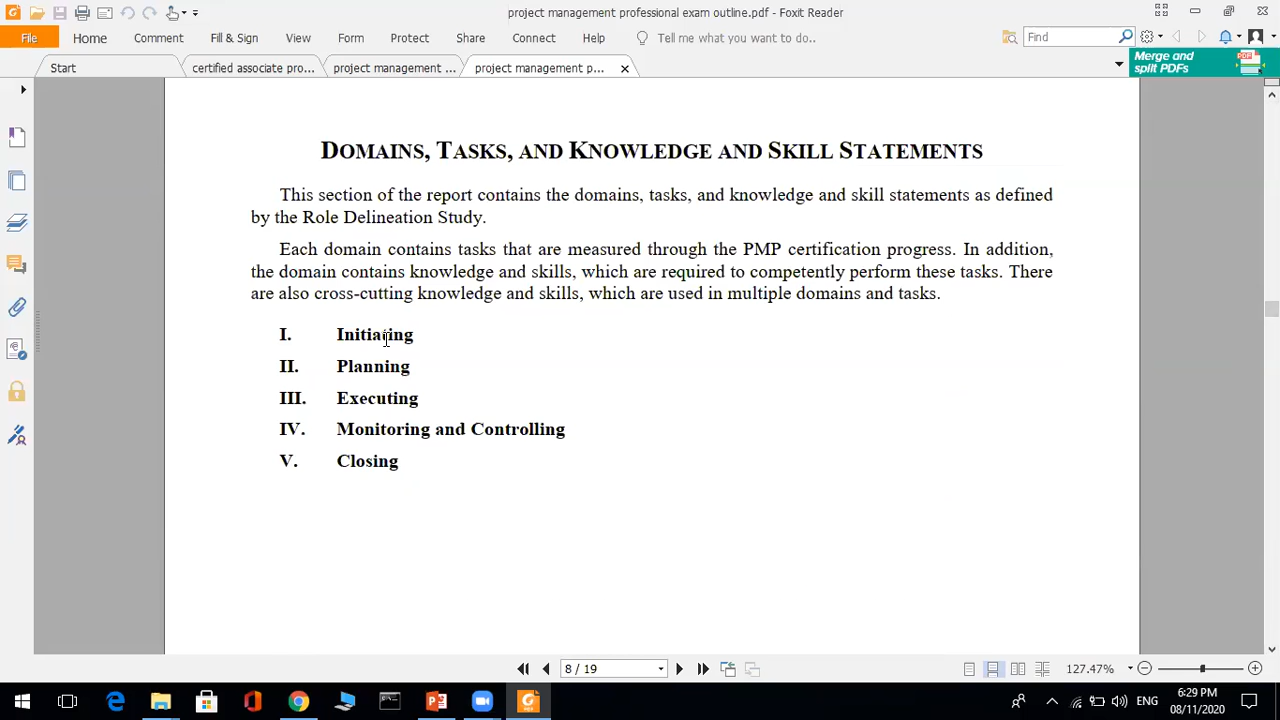 project management professional exam outline.pdf - Foxit Reader
File
Home
Comment
Fill & Sign
View
Form
Protect
Share
Connect
Help
Tell me what you want to do..
Find
Start
certified associate pro...
project management ...
project management p...
Merge and
split PDFs
DOMAINS, TASKS, AND KNOWLEDGE AND SKILL STATEMENTS
This section of the report contains the domains, tasks, and knowledge and skill statements as defined
by the Role Delineation Study.
Each domain contains tasks that are measured through the PMP certification progress. In addition,
the domain contains knowledge and skills, which are required to competently perform these tasks. There
are also cross-cutting knowledge and skills, which are used in multiple domains and tasks.
I. Initiating
II. Planning
III. Executing
IV. Monitoring and Controlling
V. Closing
8 / 19
127.47%
ENG
6:29 PM
08/11/2020